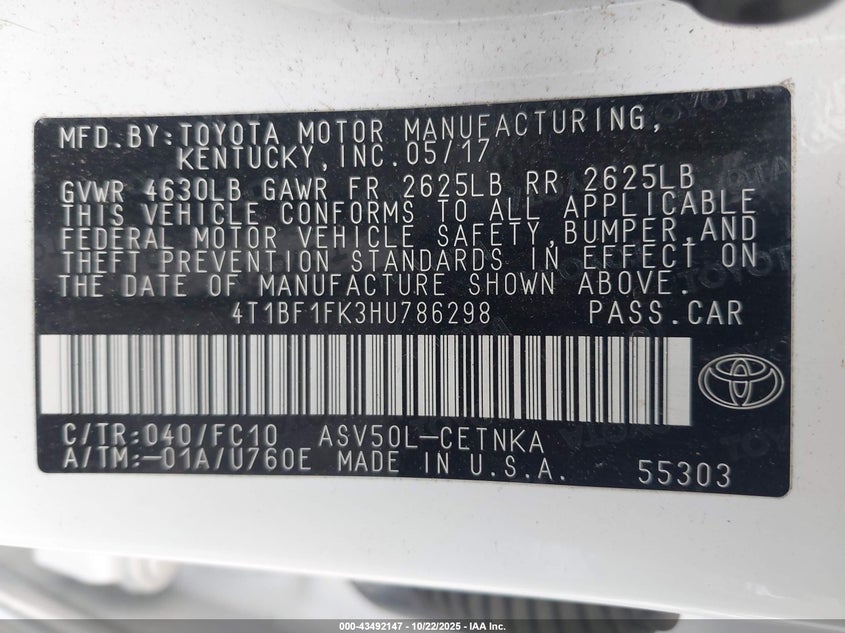 MFD. BY: TOYOTA MOTOR MANUFACTURING,
KENTUCKY, INC. 05/17
GVWR 4630LB GAWR FR 2625LB RR 2625LB
THIS VEHICLE CONFORMS TO ALL APPLICABLE
FEDERAL MOTOR VEHICLE SAFETY, BUMPER, AND
THEFT PREVENTION STANDARDS IN EFFECT ON
THE DATE OF MANUFACTURE SHOWN ABOVE.
4T1BF1FK3HU786298 PASS. CAR
C/TR: 040/FC10 ASV50L-CETNKA
A/TM: -01A/U760E MADE IN U.S.A. 55303
000-43492147 | 10/22/2025 | IAA Inc.